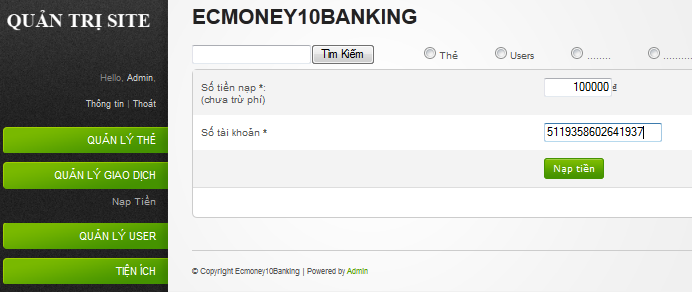 QUẢN TRỊ SITE
Hello, Admin,
Thông tin | Thoát
QUẢN LÝ THẺ
QUẢN LÝ GIAO DỊCH
Nạp Tiền
QUẢN LÝ USER
TIỆN ÍCH
ECMONEY10BANKING
Tìm Kiếm Thẻ Users ........ ..........
Số tiền nạp *: 100000 đ
(chưa trừ phí)
Số tài khoản * 5119358602641937
Nạp tiền
© Copyright Ecmoney10Banking | Powered by Admin